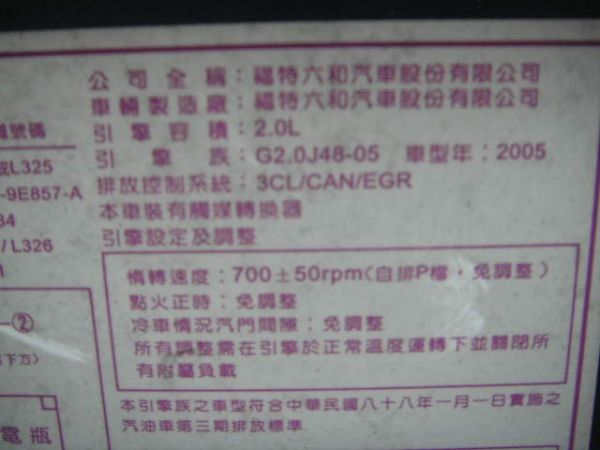 公司全稱：福特六和汽車股份有限公司
車輛製造廠：福特六和汽車股份有限公司
引擎容積：2.0L
引擎族：G2.0J48-05 車型年：2005
排放控制系統：3CL/CAN/EGR
本車裝有觸媒轉換器
引擎設定及調整
惰轉速度：700±50rpm(自排P檔，免調整)
點火正時：免調整
冷車情況汽門間隙：免調整
所有調整需在引擎於正常溫度運轉下並關閉所
有附屬負載
本引擎族之車型符合中華民國八十八年一月一日實施之
汽油車第三期排放標準
號碼
L325
-9E857-A
34
/L326
②
下方)
電瓶